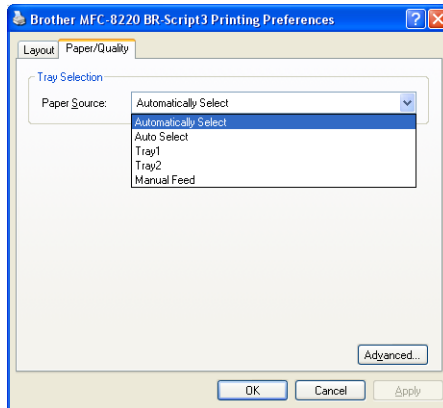 Brother MFC-8220 BR-Script3 Printing Preferences
?
Layout
Paper/Quality
Tray Selection
Paper Source:
Automatically Select
Automatically Select
Auto Select
Tray1
Tray2
Manual Feed
Advanced...
OK
Cancel
Apply